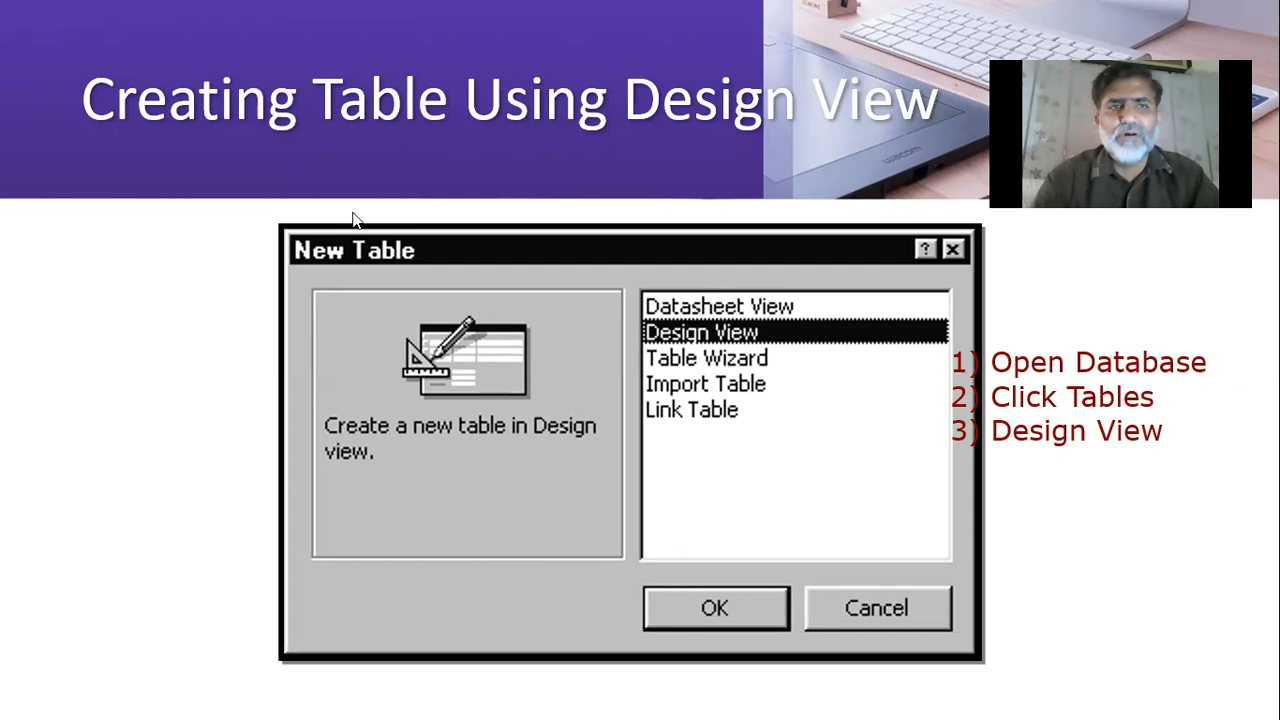 Creating Table Using Design View
wacom
New Table
Datasheet View
Design View
Table Wizard
Import Table
Link Table
Create a new table in Design
view.
OK
Cancel
1) Open Database
2) Click Tables
3) Design View